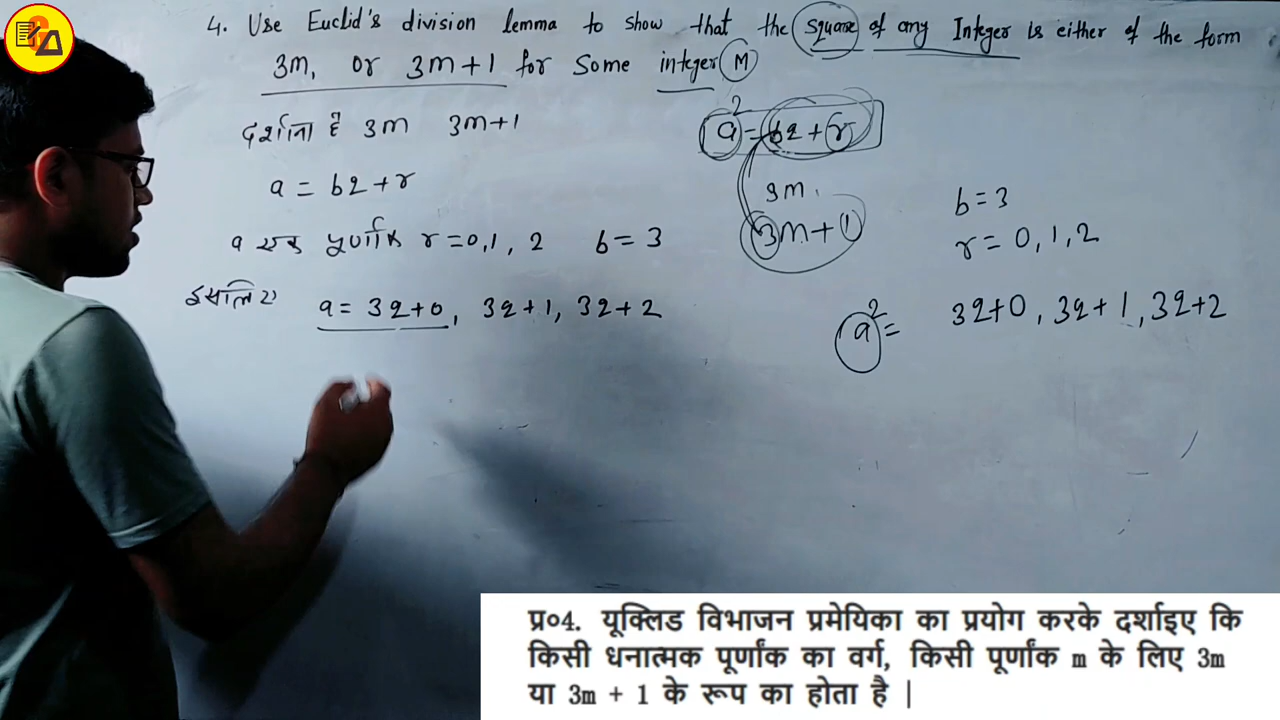 4. Use Euclid's division lemma to show that the square of any Integer is either of the form
3m, or 3m+1 for some integer M
दर्शाना है 3m 3m+1
a² = bq+r
a = bq+r
3m,
3m+1
b=3
r = 0,1,2
a एक पूर्णांक r=0,1, 2 b=3
इसलिए a= 3q+0, 3q+1, 3q+2
a² = 3q+0, 3q+1, 3q+2
प्र०4. यूक्लिड विभाजन प्रमेयिका का प्रयोग करके दर्शाइए कि
किसी धनात्मक पूर्णांक का वर्ग, किसी पूर्णांक m के लिए 3m
या 3m + 1 के रूप का होता है |